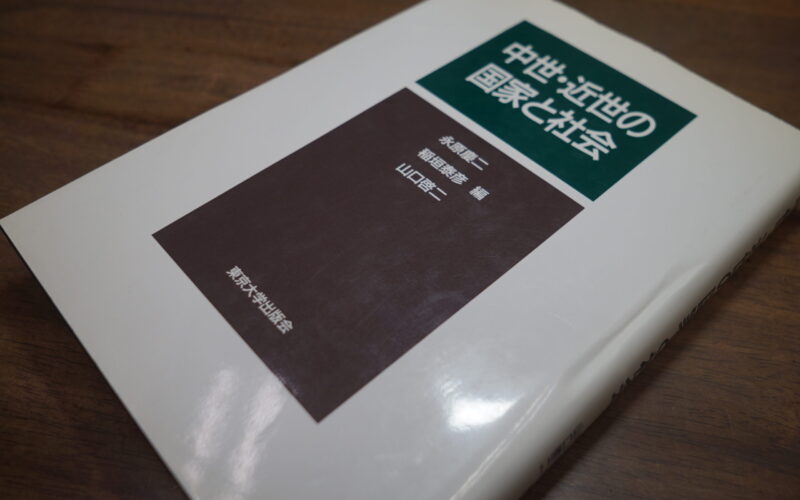 中世・近世の
国家と社会
永原慶二
稲垣泰彦 編
山口啓二
東京大学出版会